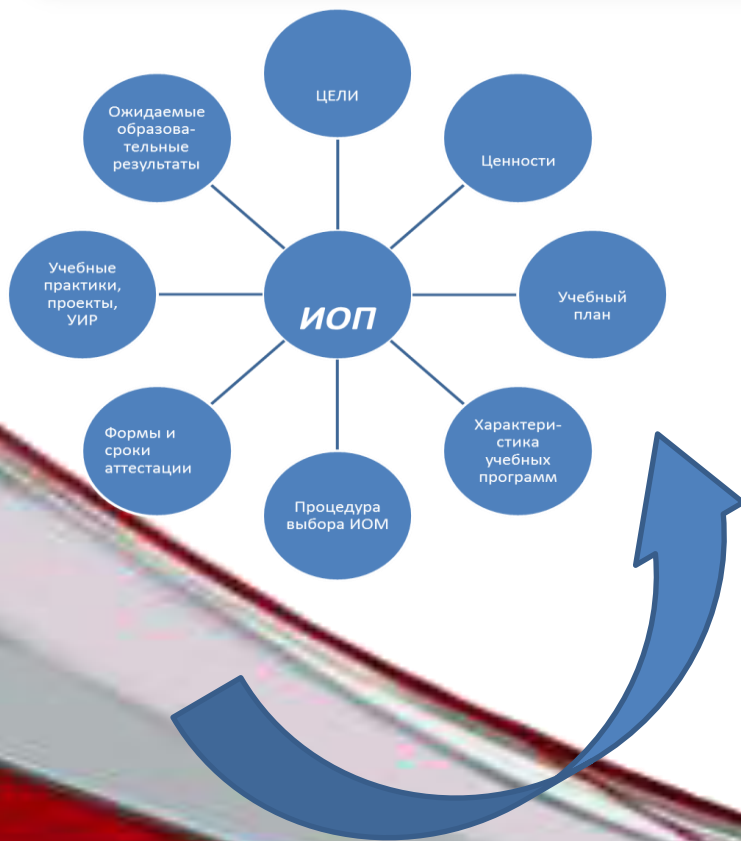 ЦЕЛИ
Ценности
Учебный
план
Характери-
стика
учебных
программ
Процедура
выбора ИОМ
Формы и
сроки
аттестации
Учебные
практики,
проекты,
УИР
Ожидаемые
образова-
тельные
результаты
ИОП